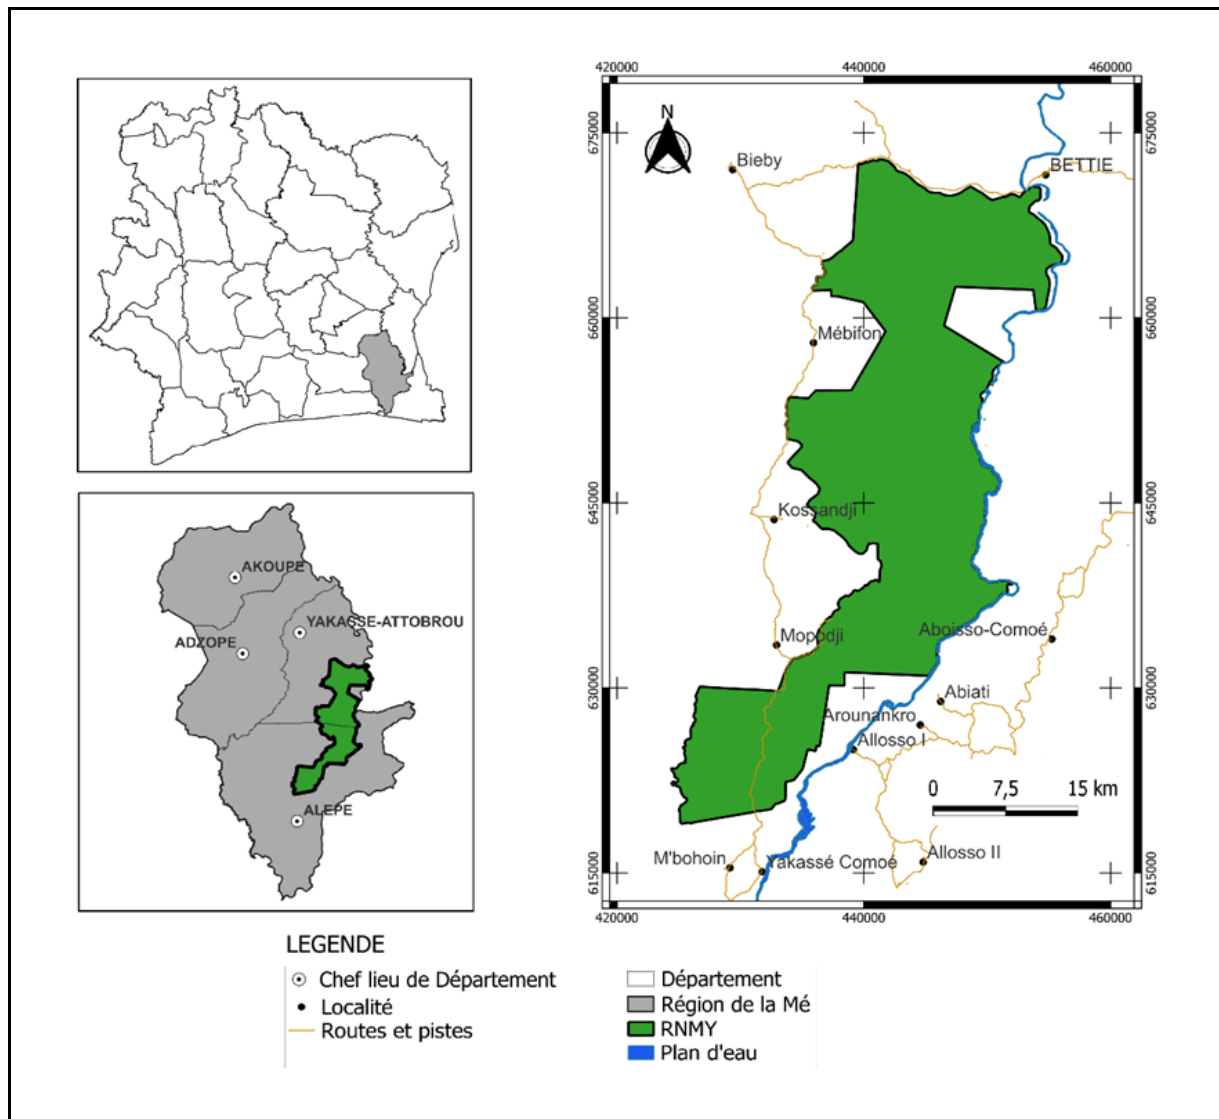 420000
440000
460000
N
675000
675000
Bieby
BETTIE
660000
660000
Mébifon
645000
645000
Kossandji
Mopodji
Aboisso-Comoé
630000
630000
Abiati
Arounankro
Allosso I
0
7,5
15 km
M'bohoin
Yakassé Comoé
Allosso II
615000
615000
420000
440000
460000
AKOUPE
YAKASSE-ATTOBROU
ADZOPE
ALEPE
LEGENDE
Chef lieu de Département
Localité
Routes et pistes
Département
Région de la Mé
RNMY
Plan d'eau